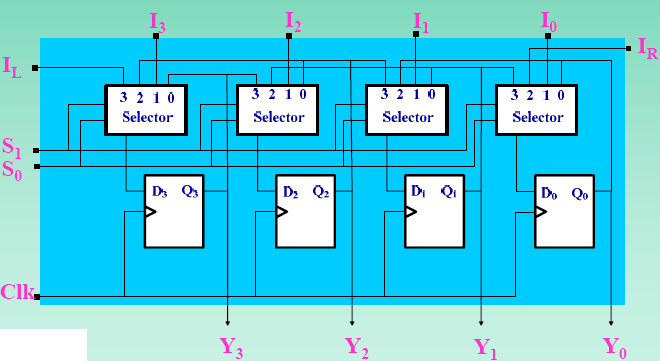 I3 I2 I1 I0
IR
IL
3 2 1 0 3 2 1 0 3 2 1 0 3 2 1 0
Selector Selector Selector Selector
S1
S0
D3 Q3 D2 Q2 D1 Q1 D0 Q0
Clk
Y3 Y2 Y1 Y0